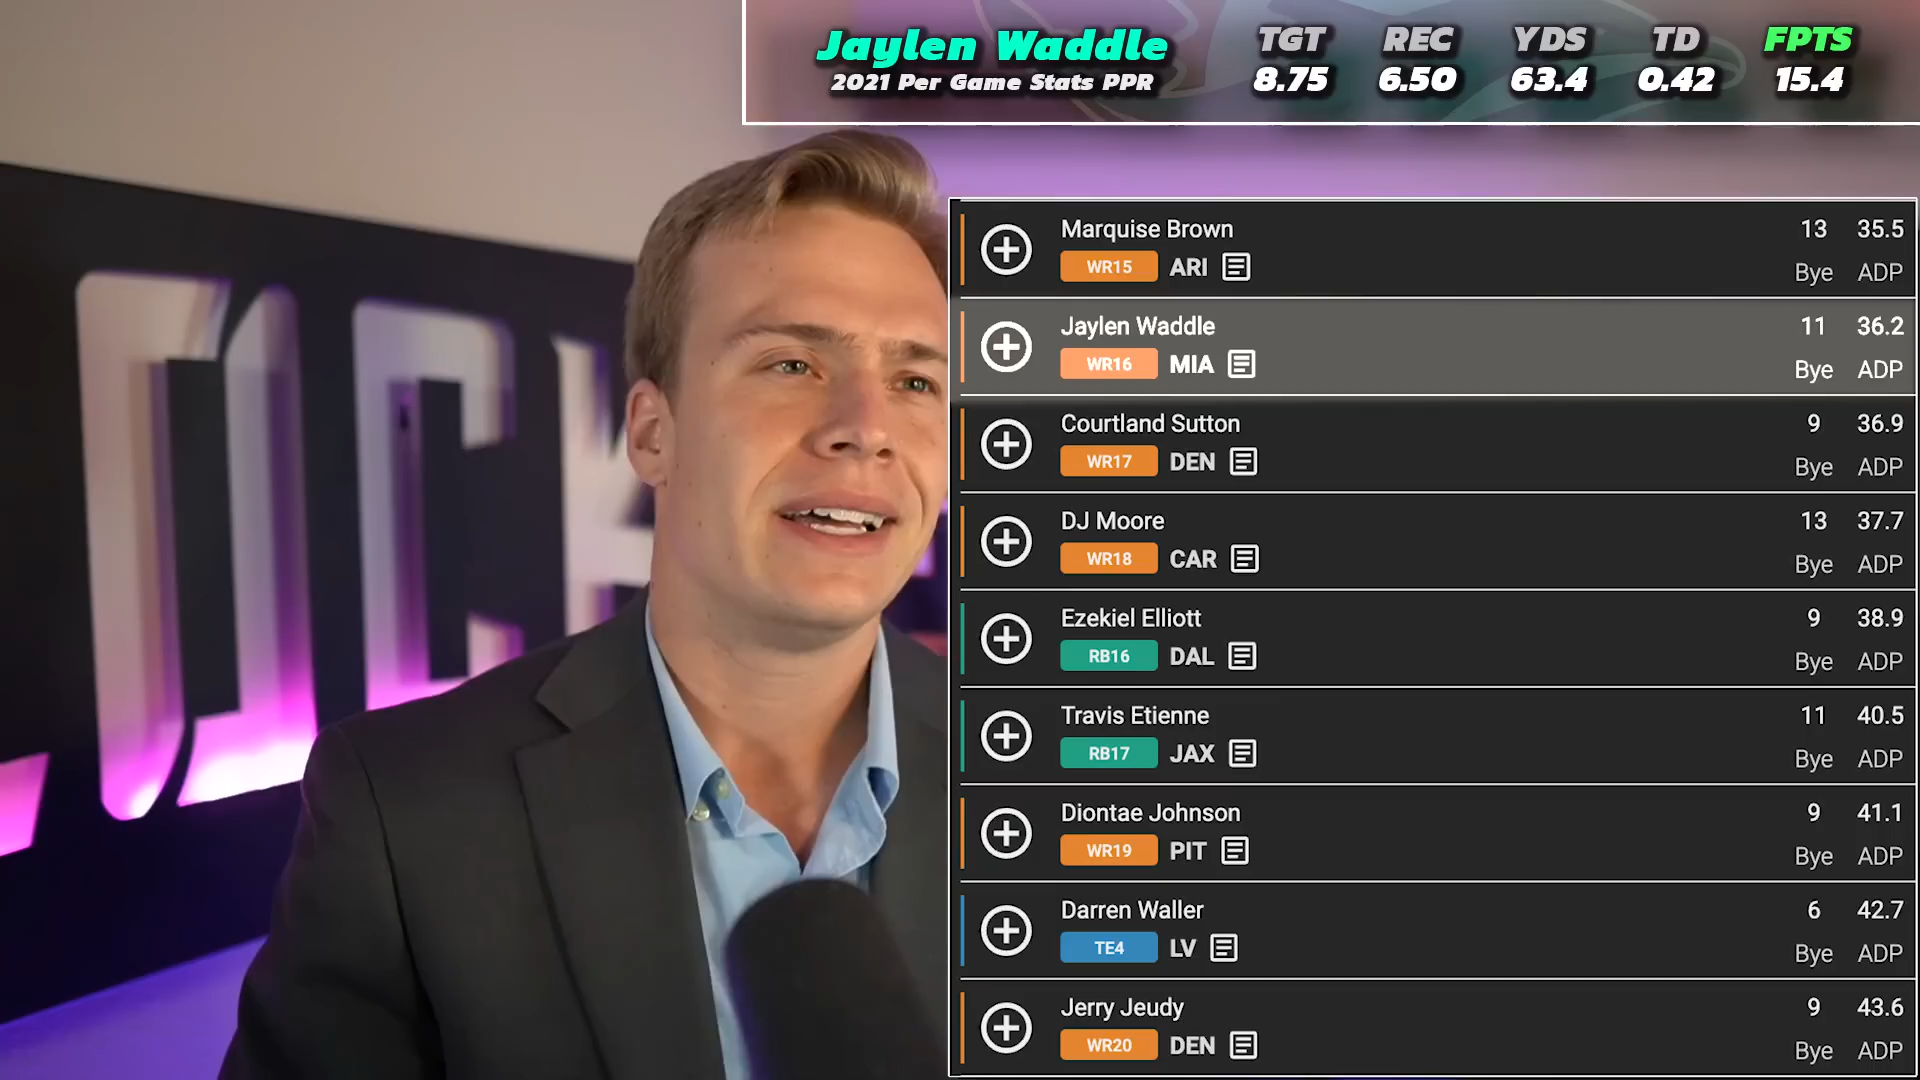 Jaylen Waddle
2021 Per Game Stats PPR
TGT REC YDS TD FPTS
8.75 6.50 63.4 0.42 15.4
Marquise Brown 13 35.5
WR15 ARI Bye ADP
Jaylen Waddle 11 36.2
WR16 MIA Bye ADP
Courtland Sutton 9 36.9
WR17 DEN Bye ADP
DJ Moore 13 37.7
WR18 CAR Bye ADP
Ezekiel Elliott 9 38.9
RB16 DAL Bye ADP
Travis Etienne 11 40.5
RB17 JAX Bye ADP
Diontae Johnson 9 41.1
WR19 PIT Bye ADP
Darren Waller 6 42.7
TE4 LV Bye ADP
Jerry Jeudy 9 43.6
WR20 DEN Bye ADP